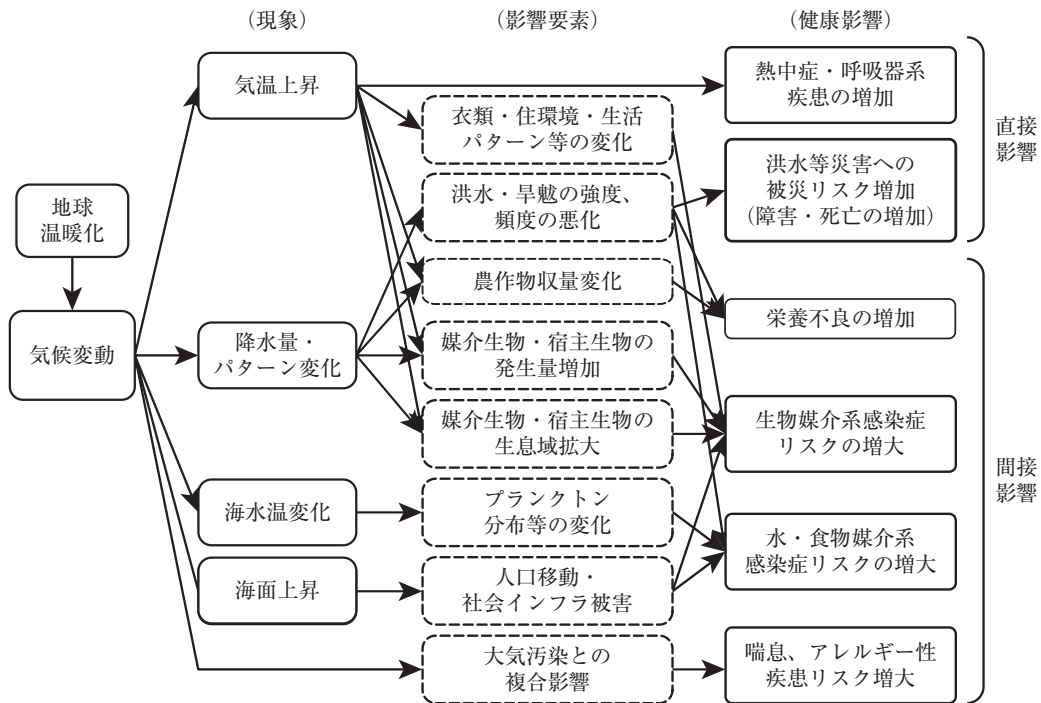 （現象）
（影響要素）
（健康影響）
地球
温暖化
気候変動
気温上昇
降水量・
パターン変化
海水温変化
海面上昇
衣類・住環境・生活
パターン等の変化
洪水・旱魃の強度、
頻度の悪化
農作物収量変化
媒介生物・宿主生物の
発生量増加
媒介生物・宿主生物の
生息域拡大
プランクトン
分布等の変化
人口移動・
社会インフラ被害
大気汚染との
複合影響
熱中症・呼吸器系
疾患の増加
洪水等災害への
被災リスク増加
（障害・死亡の増加）
栄養不良の増加
生物媒介系感染症
リスクの増大
水・食物媒介系
感染症リスクの増大
喘息、アレルギー性
疾患リスク増大
直接
影響
間接
影響